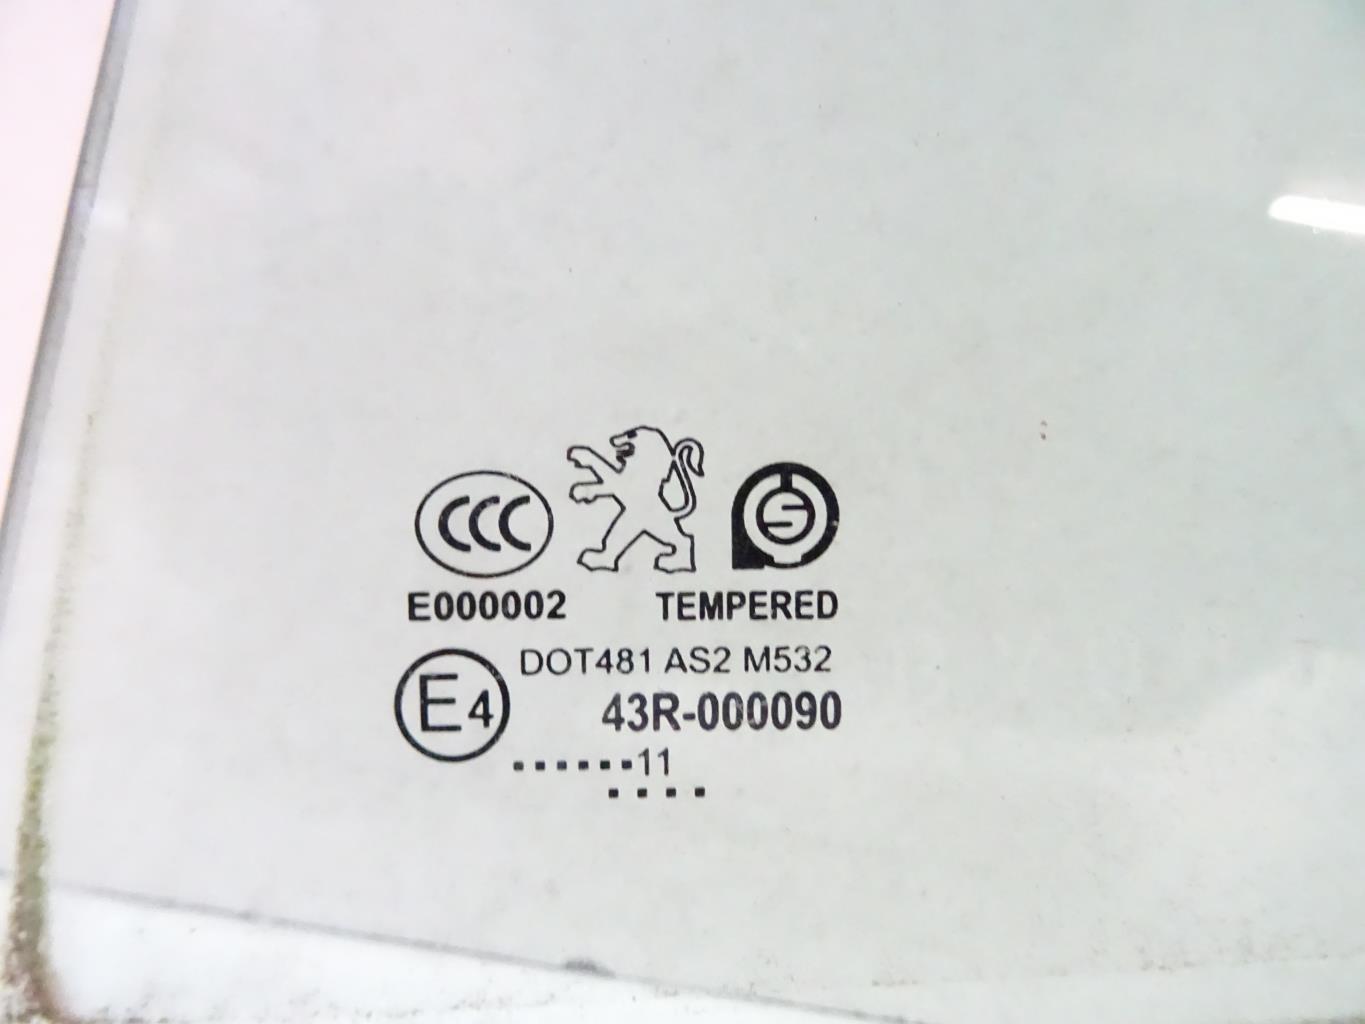 CCC S
E000002 TEMPERED
E4 DOT481 AS2 M532
43R-000090
......11
....